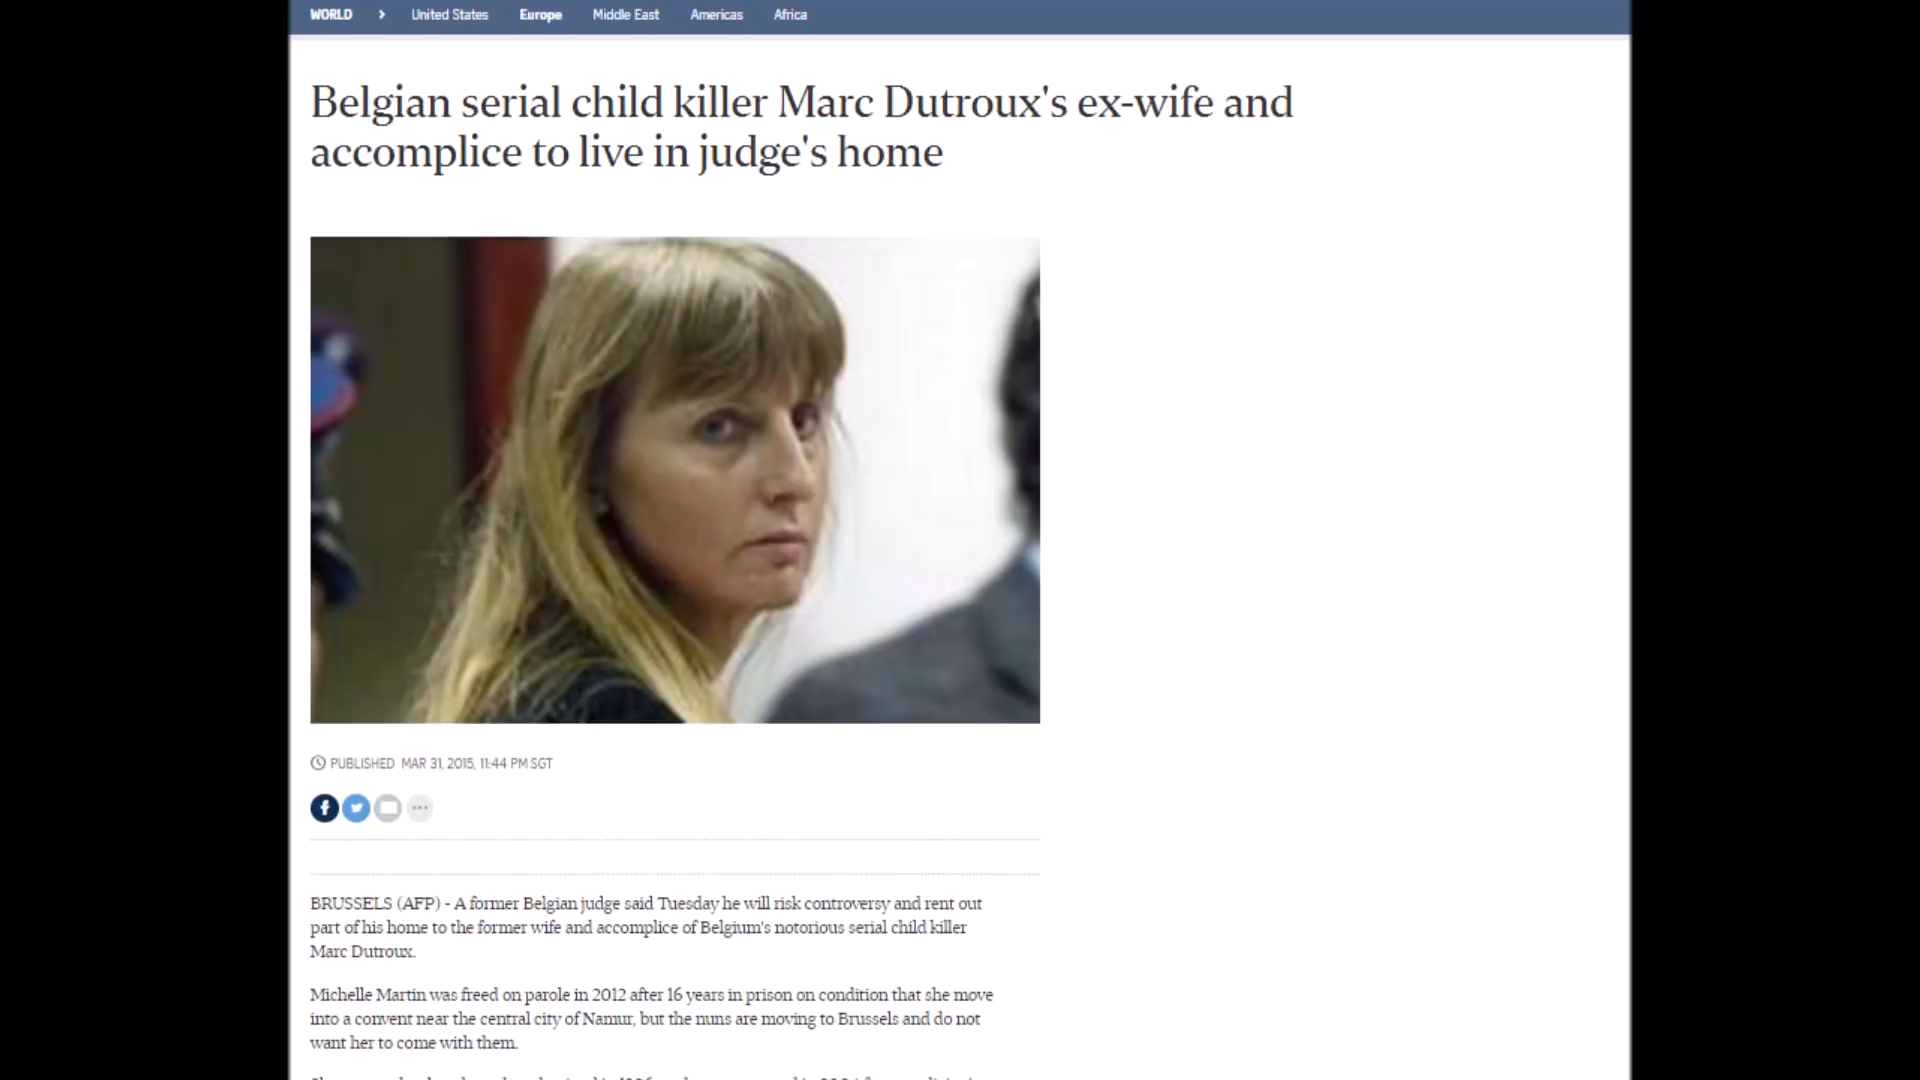 WORLD > United States Europe Middle East Americas Africa
Belgian serial child killer Marc Dutroux's ex-wife and
accomplice to live in judge's home
PUBLISHED MAR 31, 2015, 11:44 PM SGT
BRUSSELS (AFP) - A former Belgian judge said Tuesday he will risk controversy and rent out
part of his home to the former wife and accomplice of Belgium's notorious serial child killer
Marc Dutroux.
Michelle Martin was freed on parole in 2012 after 16 years in prison on condition that she move
into a convent near the central city of Namur, but the nuns are moving to Brussels and do not
want her to come with them.